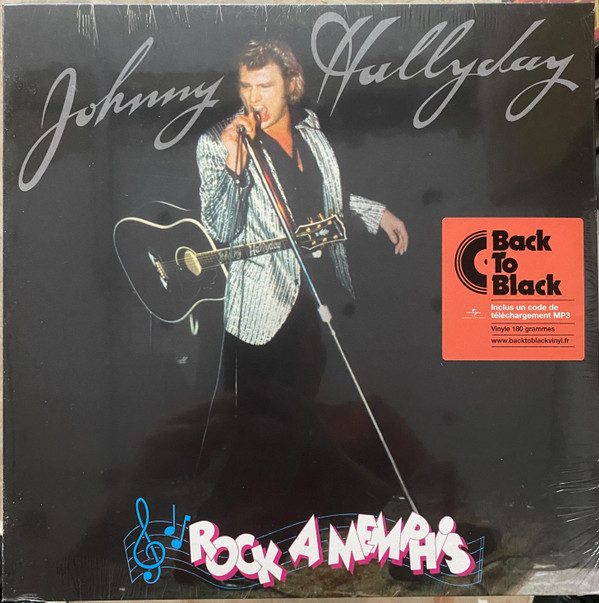 Johnny Hallyday
Back
To
Black
Inclus un code de
téléchargement MP3
Vinyle 180 grammes
www.backtoblackvinyl.fr
ROCK A MEMPHIS